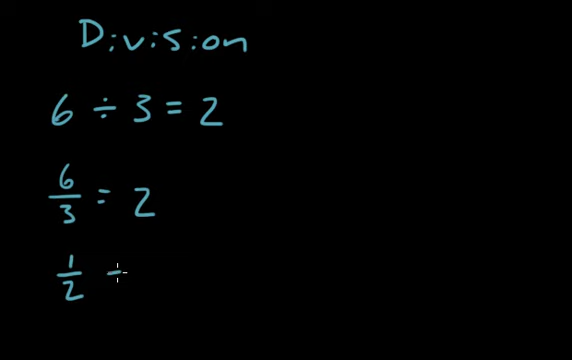 Division
6 ÷ 3 = 2
6/3 = 2
1/2